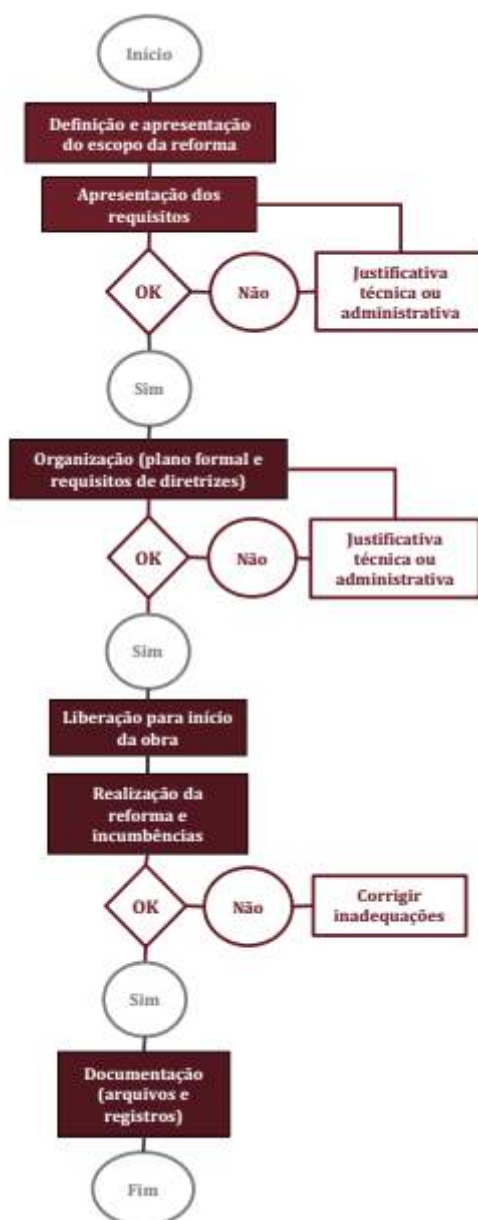 Início
Definição e apresentação
do escopo da reforma
Apresentação dos
requisitos
OK
Não
Justificativa
técnica ou
administrativa
Sim
Organização (plano formal e
requisitos de diretrizes)
OK
Não
Justificativa
técnica ou
administrativa
Sim
Liberação para início
da obra
Realização da
reforma e
incumbências
OK
Não
Corrigir
inadequações
Sim
Documentação
(arquivos e
registros)
Fim